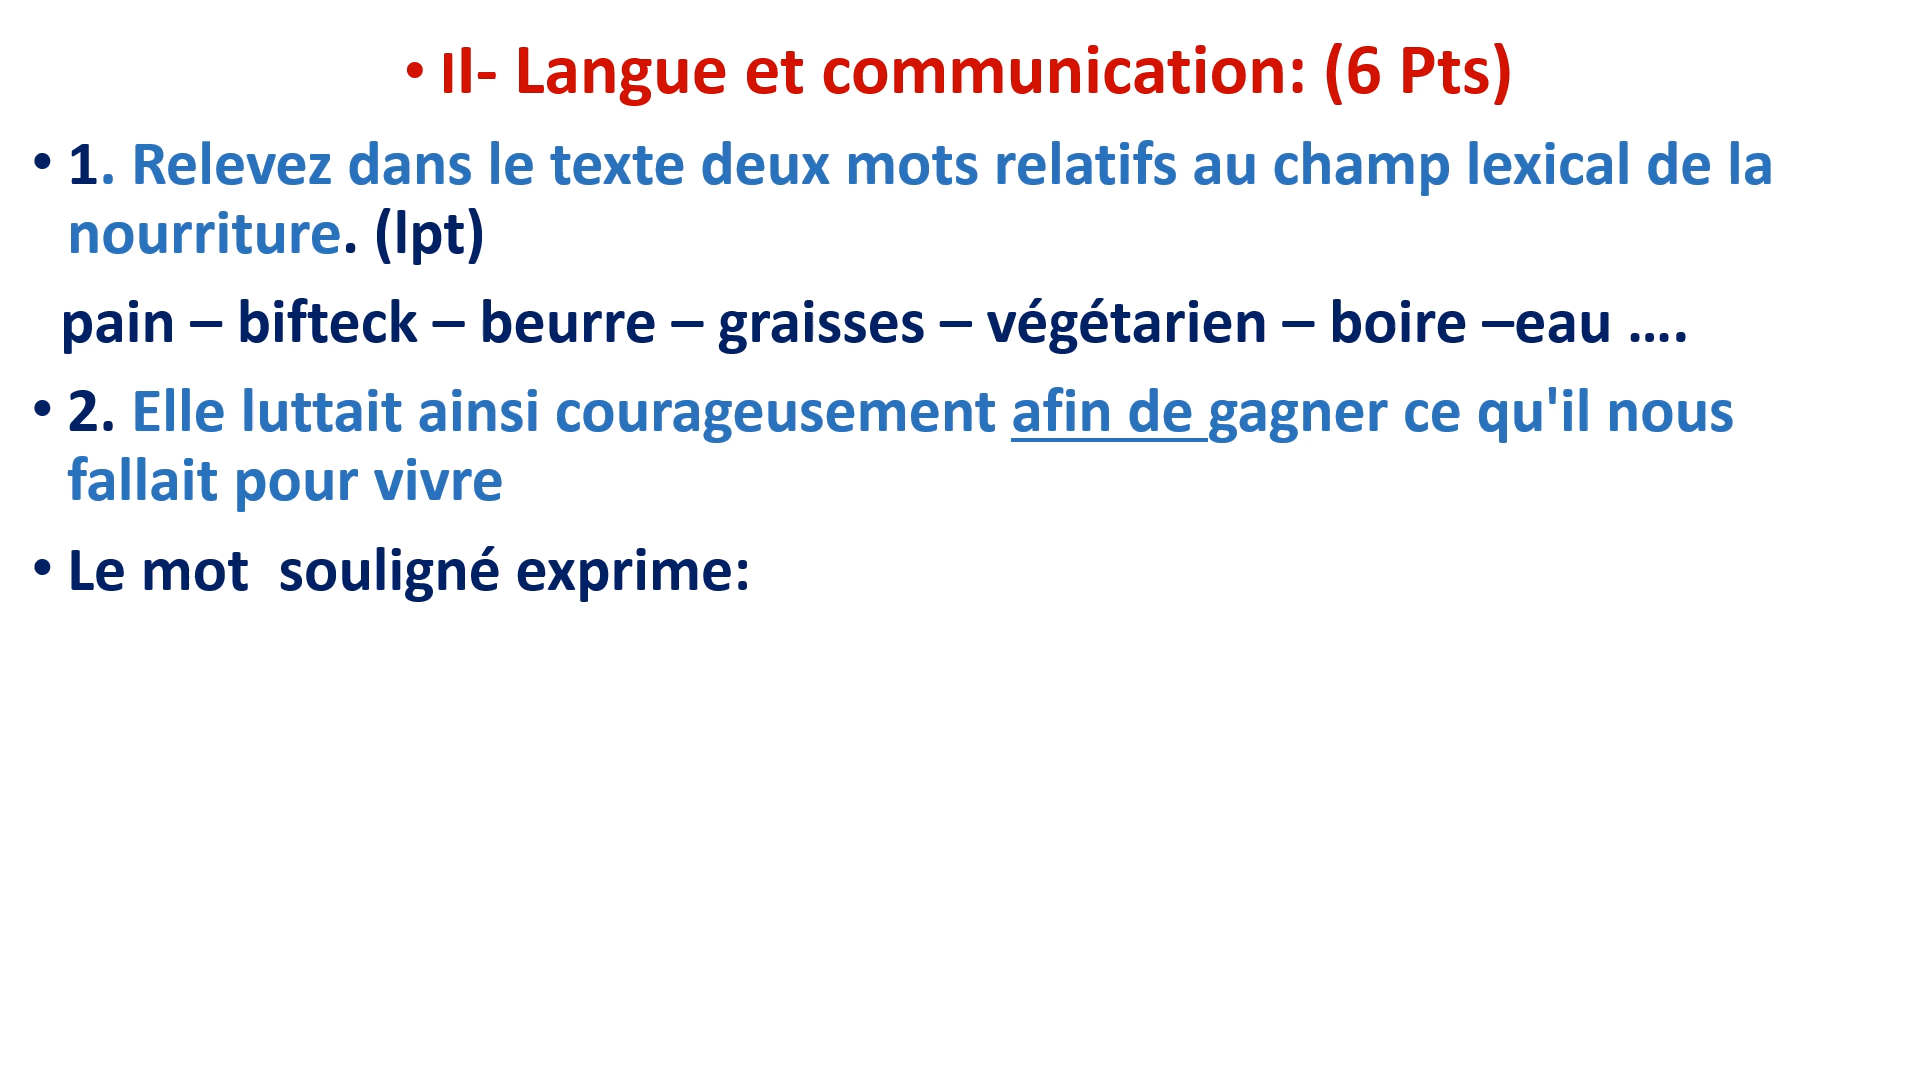 • Il- Langue et communication: (6 Pts)
• 1. Relevez dans le texte deux mots relatifs au champ lexical de la
nourriture. (lpt)
pain – bifteck – beurre – graisses – végétarien – boire –eau ….
• 2. Elle luttait ainsi courageusement afin de gagner ce qu'il nous
fallait pour vivre
• Le mot  souligné exprime: